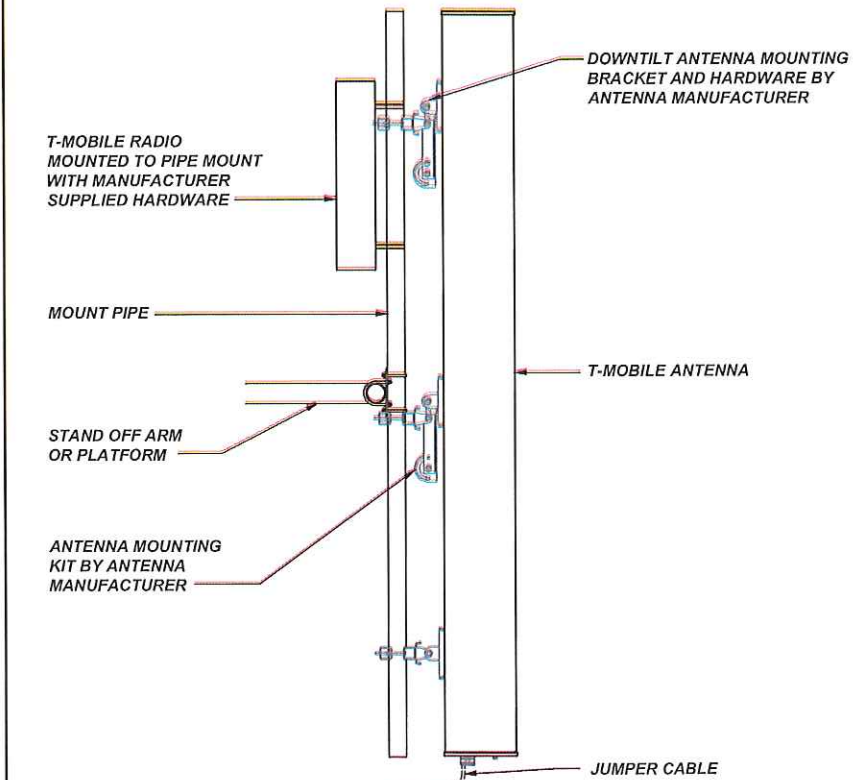 DOWNTILT ANTENNA MOUNTING
BRACKET AND HARDWARE BY
ANTENNA MANUFACTURER
T-MOBILE RADIO
MOUNTED TO PIPE MOUNT
WITH MANUFACTURER
SUPPLIED HARDWARE
MOUNT PIPE
T-MOBILE ANTENNA
STAND OFF ARM
OR PLATFORM
ANTENNA MOUNTING
KIT BY ANTENNA
MANUFACTURER
JUMPER CABLE